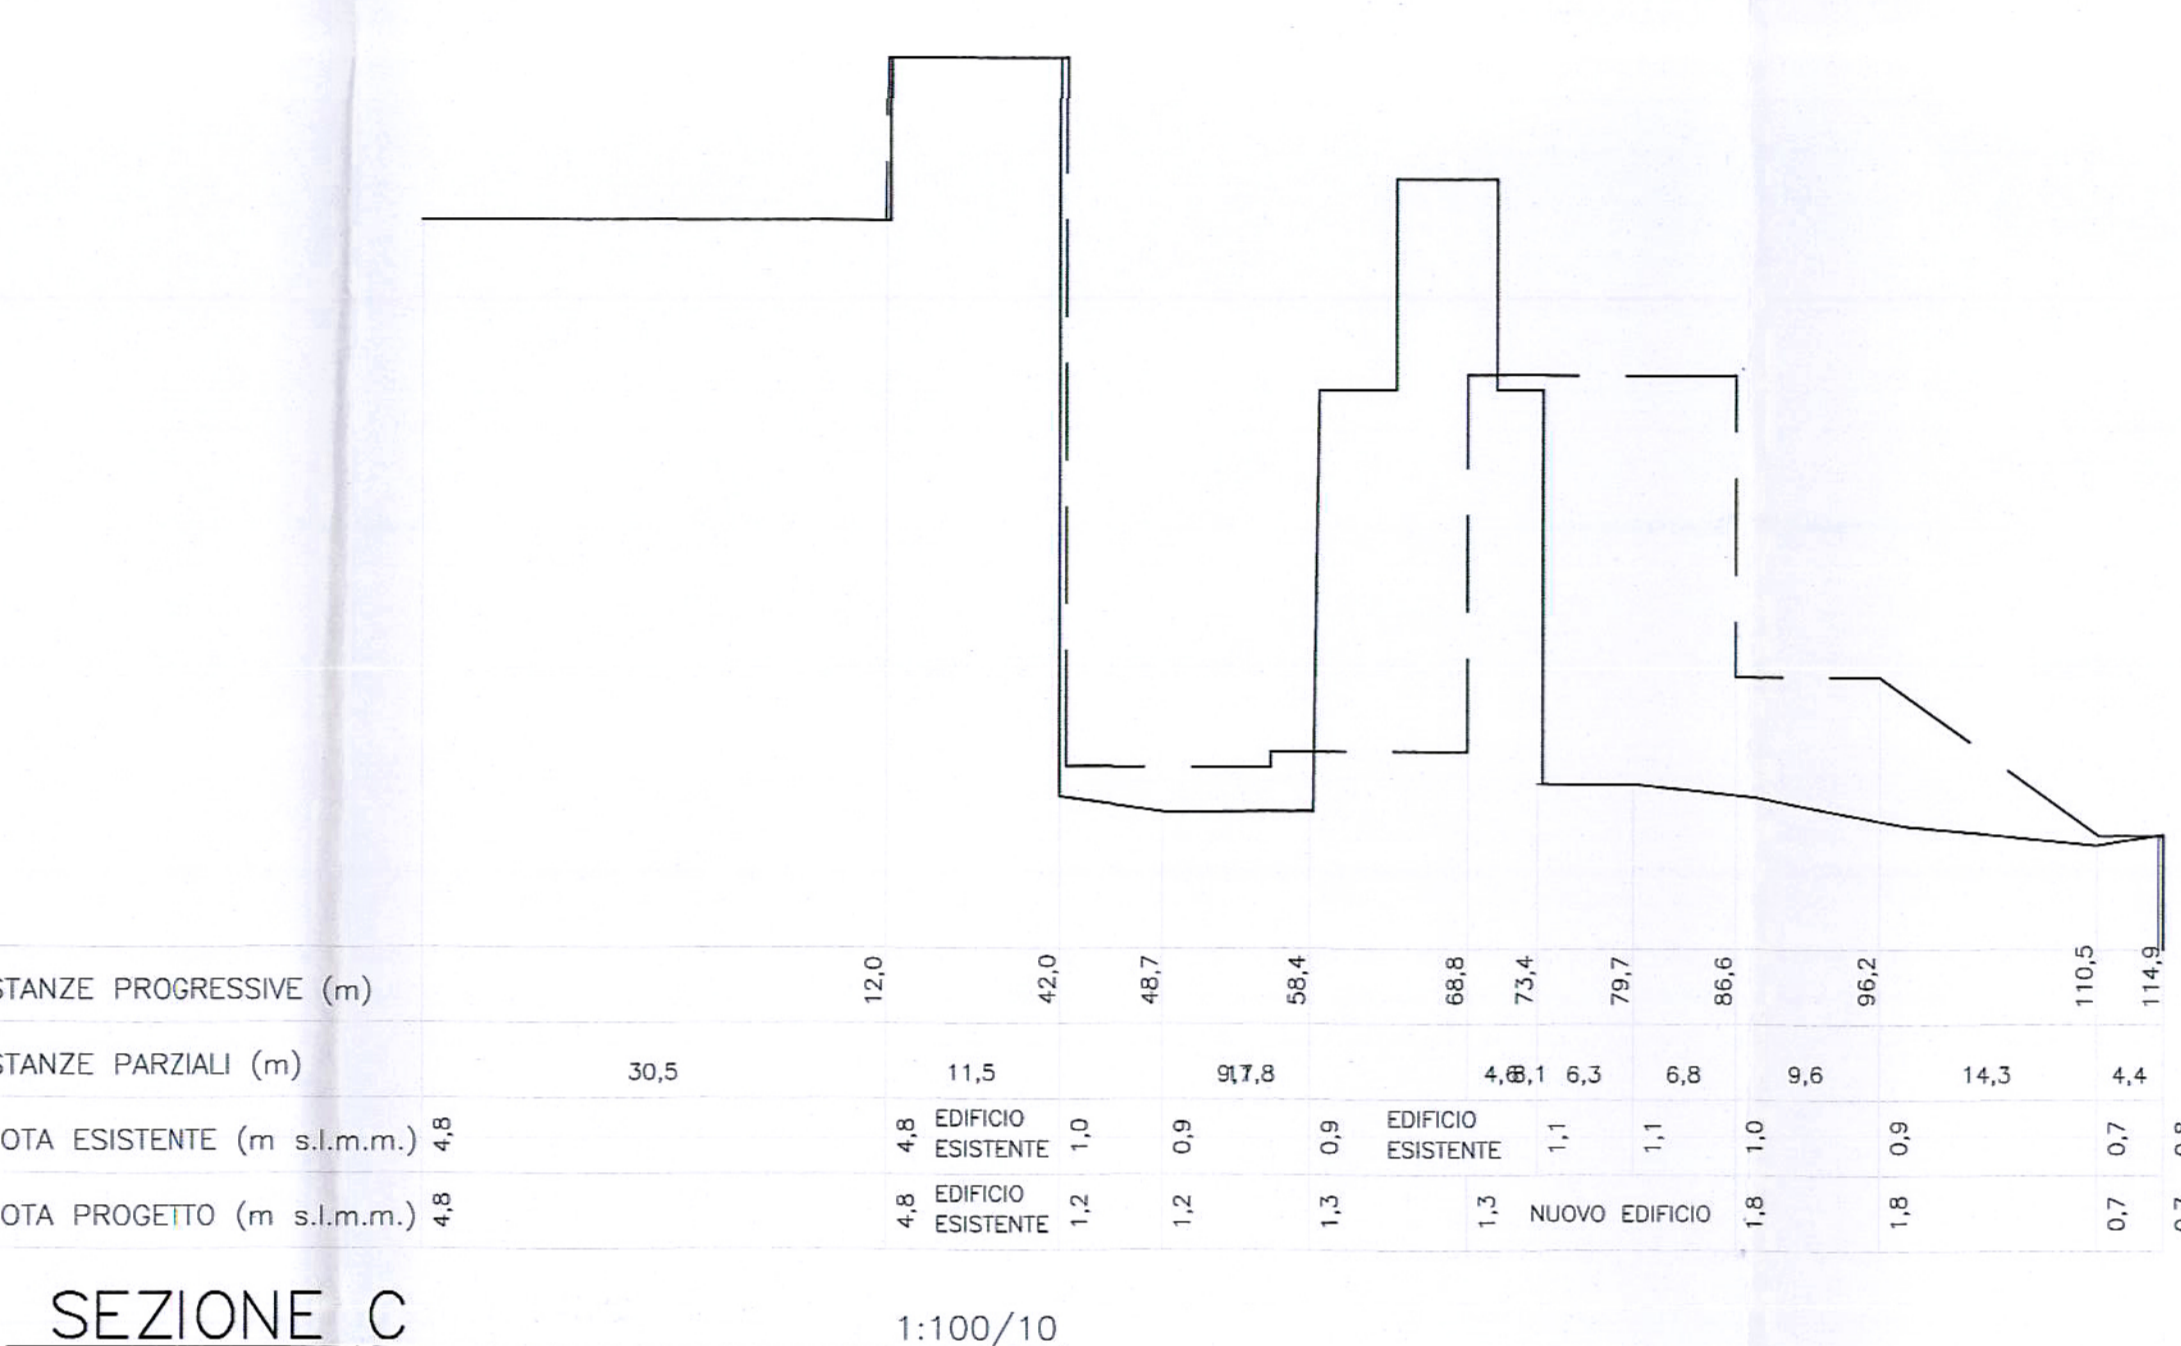 STANZE PROGRESSIVE (m) 12,0 42,0 48,7 58,4 68,8 73,4 79,7 86,6 96,2 110,5 114,9
STANZE PARZIALI (m) 30,5 11,5 17,8 6,3 6,8 9,6 14,3 4,4
OTA ESISTENTE (m s.l.m.m.) 4,8 4,8 EDIFICIO ESISTENTE 1,0 0,9 0,9 EDIFICIO ESISTENTE 1,1 1,1 1,0 0,9 0,7
OTA PROGETTO (m s.l.m.m.) 4,8 4,8 EDIFICIO ESISTENTE 1,2 1,2 1,3 1,3 NUOVO EDIFICIO 1,8 1,8 0,7
SEZIONE C
1:100/10